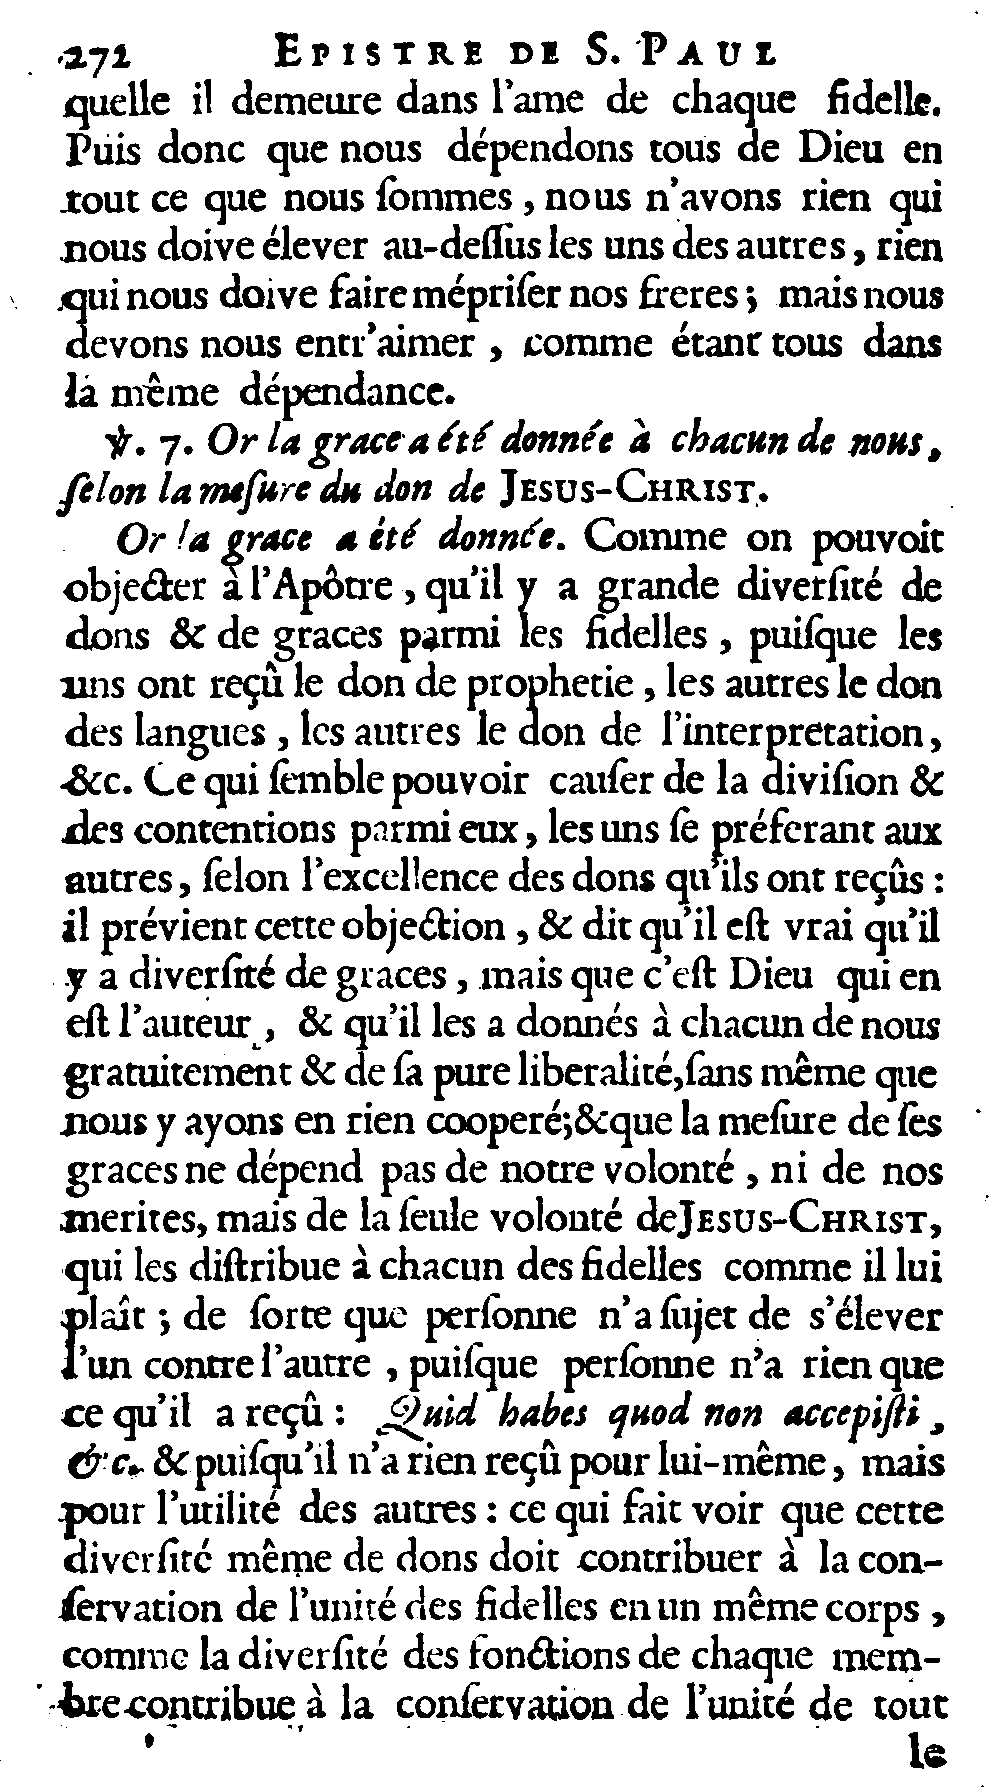 272 EPISTRE DE S. PAUL
quelle il demeure dans l'ame de chaque fidelle.
Puis donc que nous dépendons tous de Dieu en
tout ce que nous ſommes, nous n'avons rien qui
nous doive élever au-deſſus les uns des autres, rien
qui nous doive faire mépriſer nos freres; mais nous
devons nous entr'aimer, comme étant tous dans
la même dépendance.
℣. 7. Or la grace a été donnée à chacun de nous,
ſelon la meſure du don de JESUS-CHRIST.
Or la grace a été donnée. Comme on pouvoit
objecter à l'Apôtre, qu'il y a grande diverſité de
dons & de graces parmi les fidelles, puiſque les
uns ont reçû le don de prophetie, les autres le don
des langues, les autres le don de l'interpretation,
&c. Ce qui ſemble pouvoir cauſer de la diviſion &
des contentions parmi eux, les uns ſe préferant aux
autres, ſelon l'excellence des dons qu'ils ont reçûs:
il prévient cette objection, & dit qu'il eſt vrai qu'il
y a diverſité de graces, mais que c'eſt Dieu qui en
eſt l'auteur, & qu'il les a donnés à chacun de nous
gratuitement & de ſa pure liberalité, ſans même que
nous y ayons en rien cooperé; & que la meſure de ſes
graces ne dépend pas de notre volonté, ni de nos
merites, mais de la ſeule volonté de JESUS-CHRIST,
qui les diſtribue à chacun des fidelles comme il lui
plaît; de ſorte que perſonne n'a ſujet de s'élever
l'un contre l'autre, puiſque perſonne n'a rien que
ce qu'il a reçû: Quid habes quod non accepiſti,
&c. & puiſqu'il n'a rien reçû pour lui-même, mais
pour l'utilité des autres: ce qui fait voir que cette
diverſité même de dons doit contribuer à la con-
ſervation de l'unité des fidelles en un même corps,
comme la diverſité des fonctions de chaque mem-
bre contribue à la conſervation de l'unité de tout
le